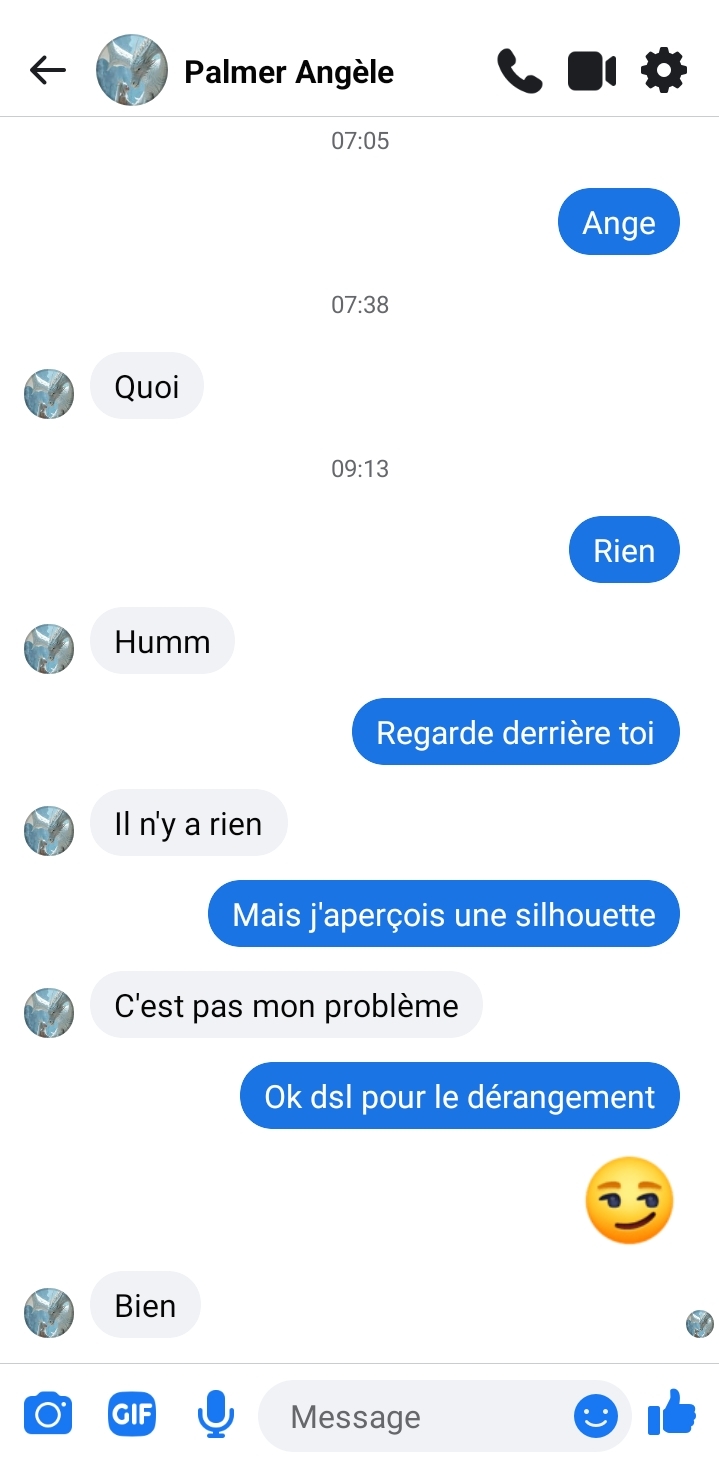 Palmer Angèle
07:05
Ange
07:38
Quoi
09:13
Rien
Humm
Regarde derrière toi
Il n'y a rien
Mais j'aperçois une silhouette
C'est pas mon problème
Ok dsl pour le dérangement
Bien
GIF
Message